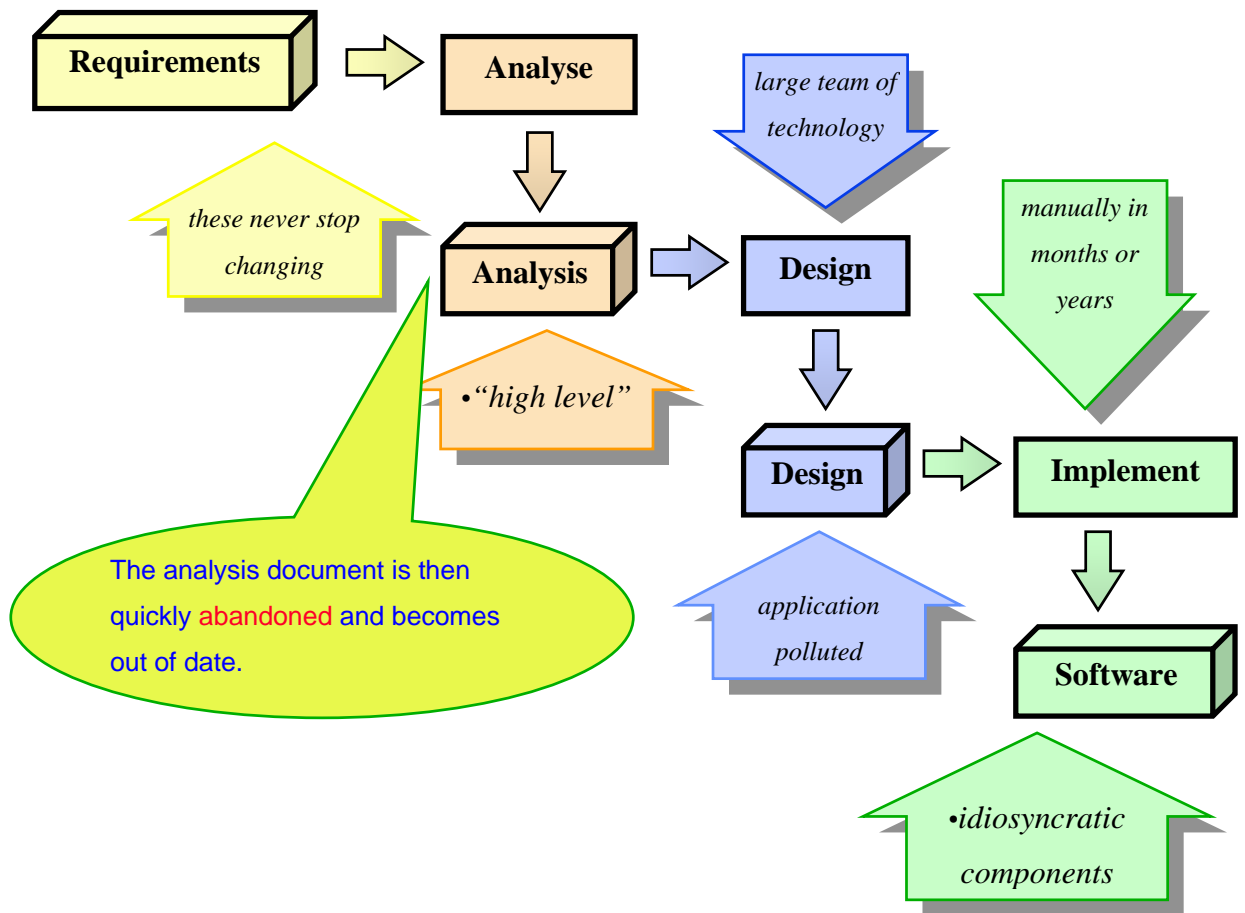 Requirements
Analyse
large team of
technology
these never stop
changing
manually in
months or
years
Analysis
Design
•“high level”
Design
Implement
The analysis document is then
quickly abandoned and becomes
out of date.
application
polluted
Software
•idiosyncratic
components